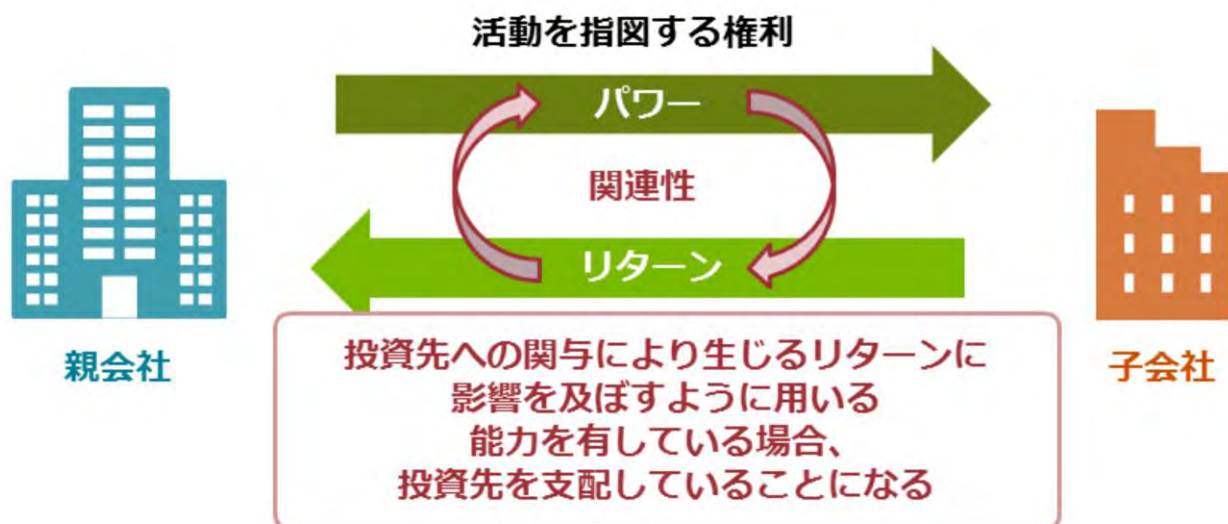 活動を指図する権利
パワー
関連性
リターン
親会社
子会社
投資先への関与により生じるリターンに
影響を及ぼすように用いる
能力を有している場合、
投資先を支配していることになる